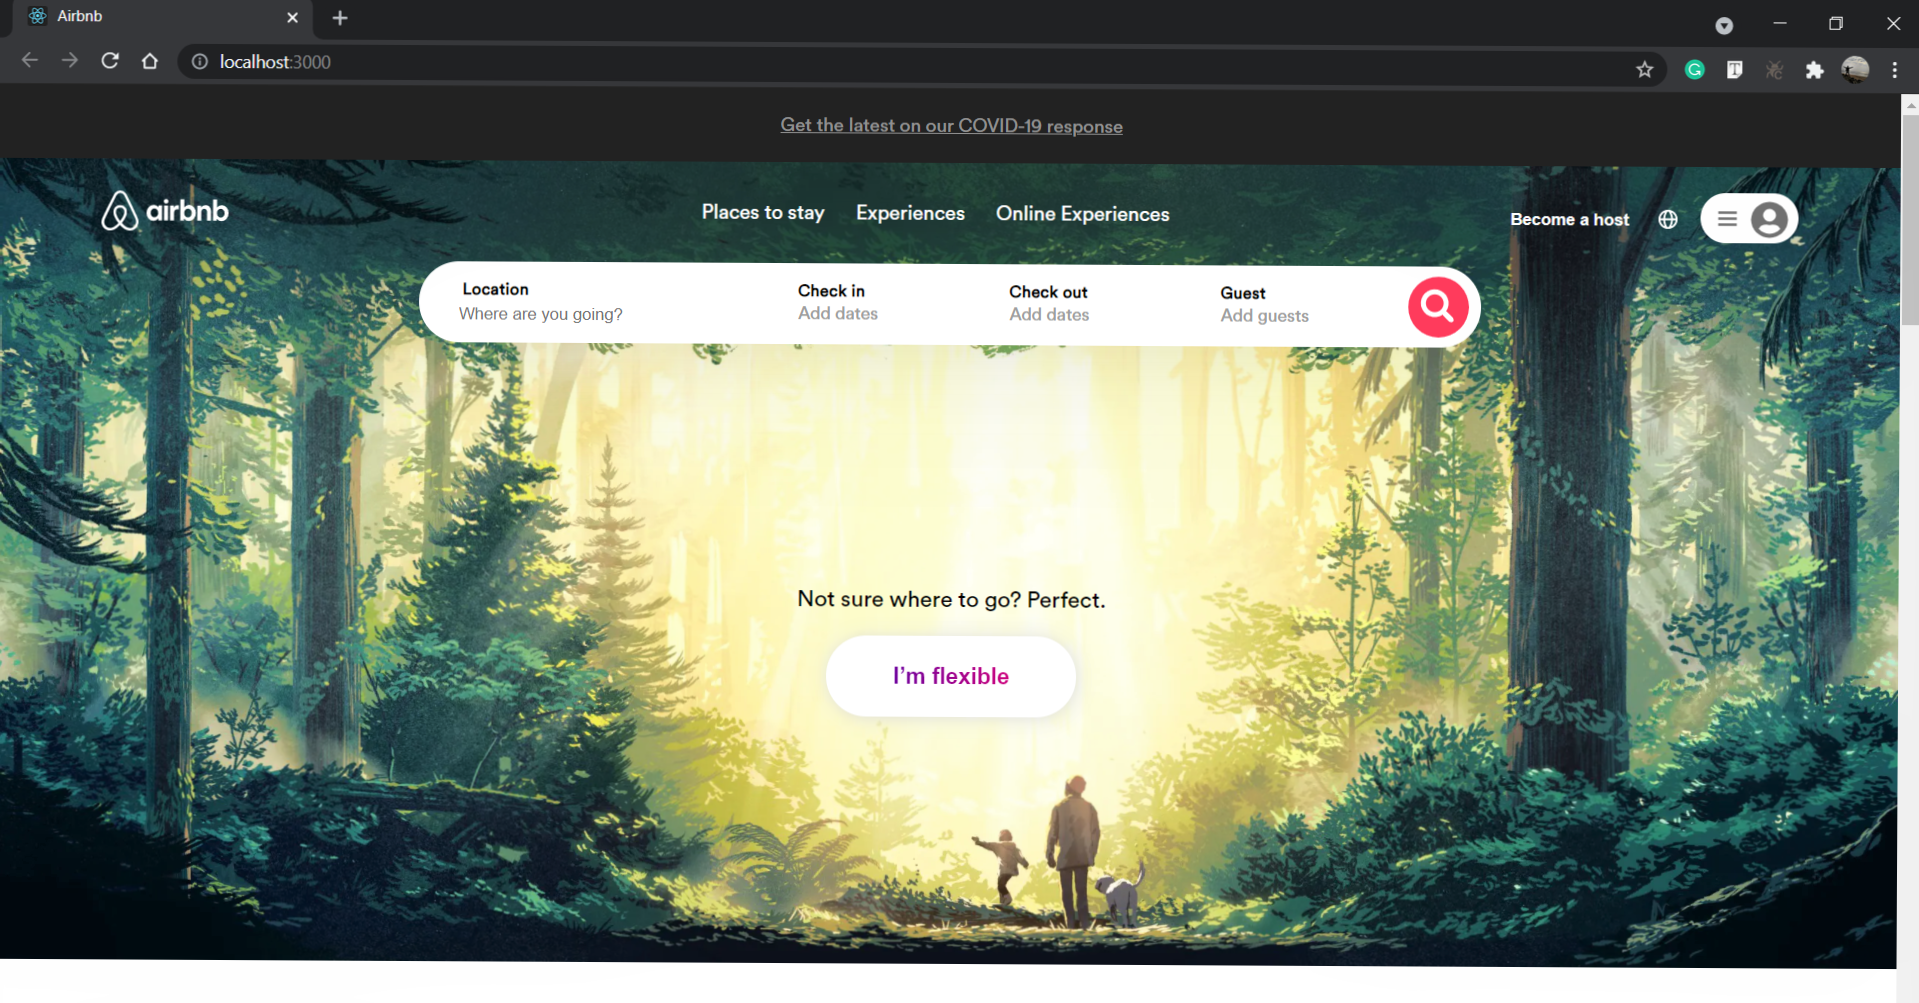 Airbnb
localhost:3000
Get the latest on our COVID-19 response
airbnb
Places to stay Experiences Online Experiences
Become a host
Location Check in Check out Guest
Where are you going? Add dates Add dates Add guests
Not sure where to go? Perfect.
I'm flexible